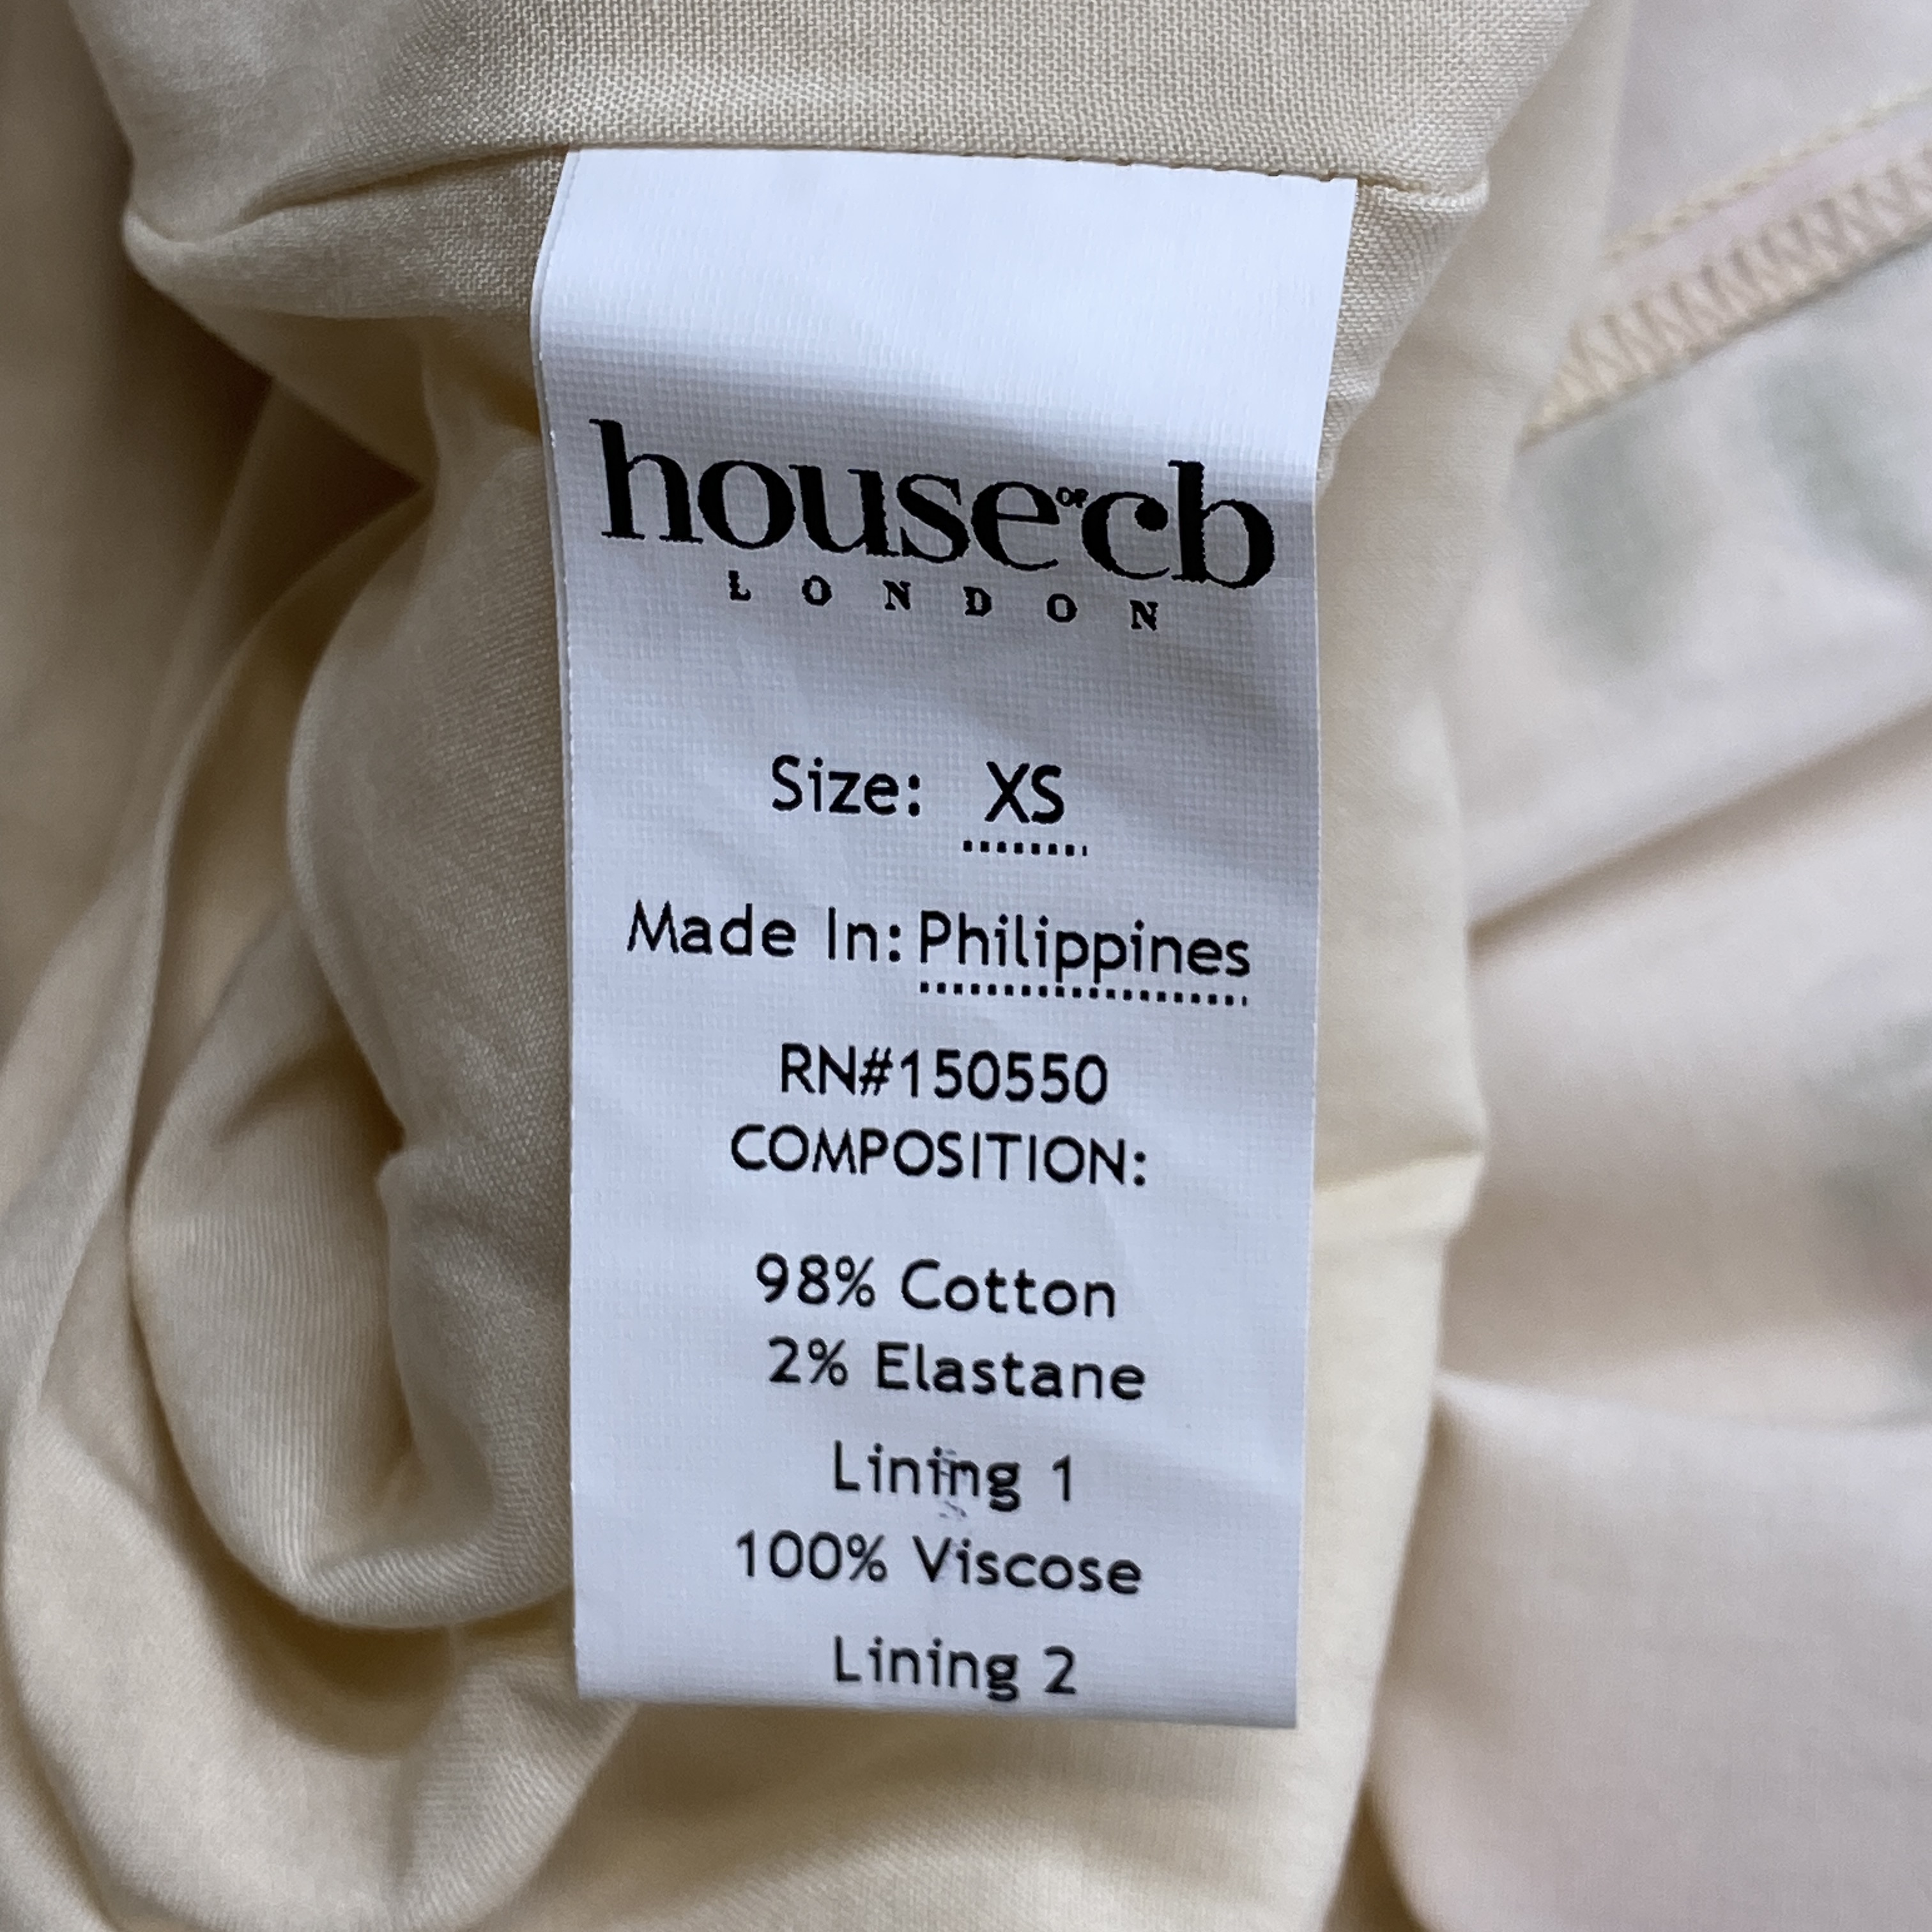 house OF cb
LONDON
Size: XS
Made In: Philippines
RN#150550
COMPOSITION:
98% Cotton
2% Elastane
Lining 1
100% Viscose
Lining 2